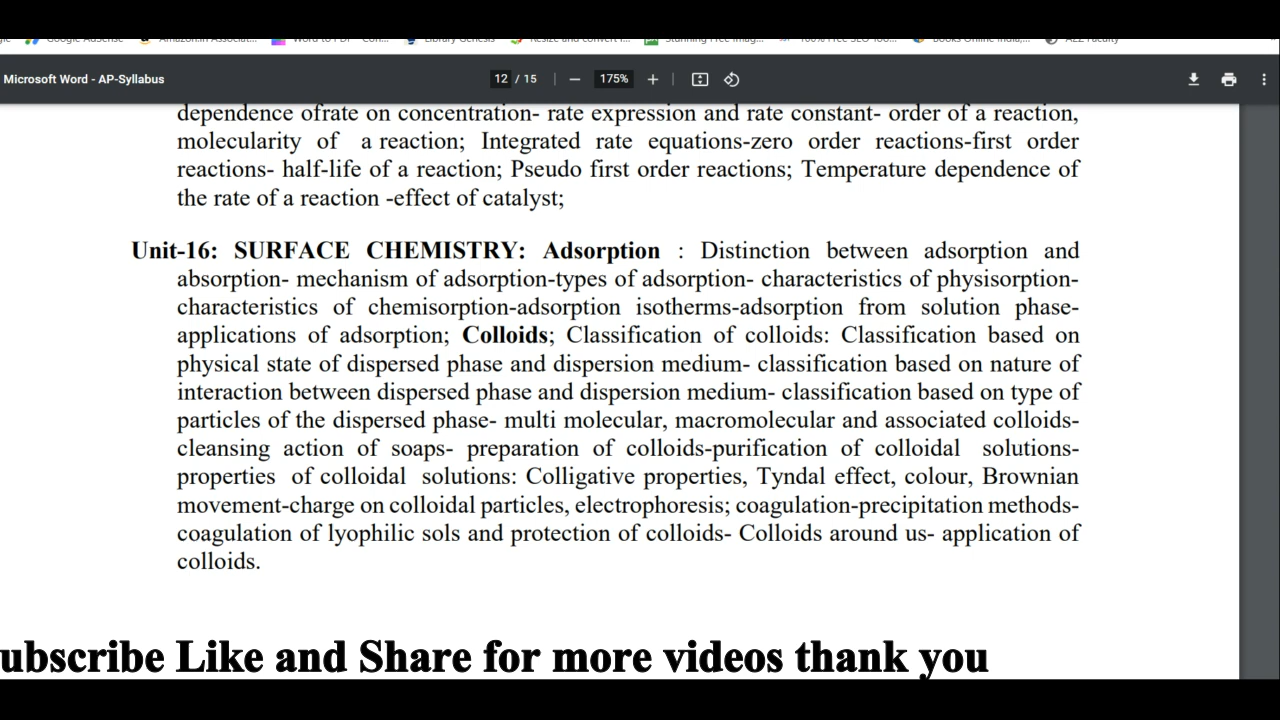 Microsoft Word - AP-Syllabus
12 / 15
175%
dependence ofrate on concentration- rate expression and rate constant- order of a reaction,
molecularity of a reaction; Integrated rate equations-zero order reactions-first order
reactions- half-life of a reaction; Pseudo first order reactions; Temperature dependence of
the rate of a reaction -effect of catalyst;
Unit-16: SURFACE CHEMISTRY: Adsorption : Distinction between adsorption and
absorption- mechanism of adsorption-types of adsorption- characteristics of physisorption-
characteristics of chemisorption-adsorption isotherms-adsorption from solution phase-
applications of adsorption; Colloids; Classification of colloids: Classification based on
physical state of dispersed phase and dispersion medium- classification based on nature of
interaction between dispersed phase and dispersion medium- classification based on type of
particles of the dispersed phase- multi molecular, macromolecular and associated colloids-
cleansing action of soaps- preparation of colloids-purification of colloidal solutions-
properties of colloidal solutions: Colligative properties, Tyndal effect, colour, Brownian
movement-charge on colloidal particles, electrophoresis; coagulation-precipitation methods-
coagulation of lyophilic sols and protection of colloids- Colloids around us- application of
colloids.
ubscribe Like and Share for more videos thank you